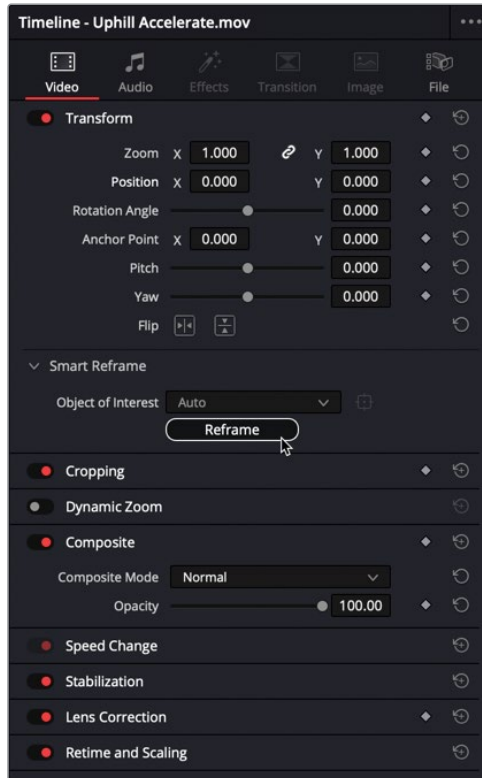 Timeline - Uphill Accelerate.mov
Video Audio Effects Transition Image File
Transform
Zoom X 1.000 Y 1.000
Position X 0.000 Y 0.000
Rotation Angle 0.000
Anchor Point X 0.000 Y 0.000
Pitch 0.000
Yaw 0.000
Flip
Smart Reframe
Object of Interest Auto
Reframe
Cropping
Dynamic Zoom
Composite
Composite Mode Normal
Opacity 100.00
Speed Change
Stabilization
Lens Correction
Retime and Scaling